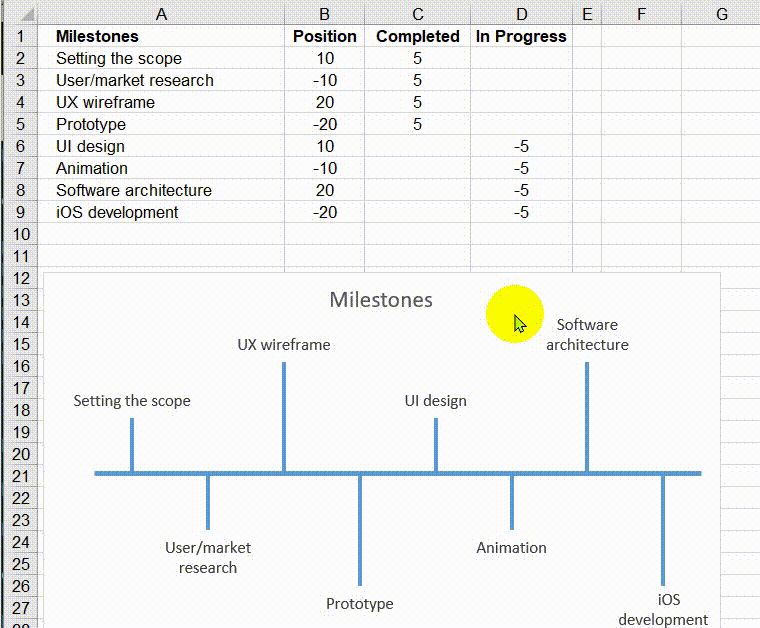 A B C D E F G
1 Milestones Position Completed In Progress
2 Setting the scope 10 5
3 User/market research -10 5
4 UX wireframe 20 5
5 Prototype -20 5
6 UI design 10 -5
7 Animation -10 -5
8 Software architecture 20 -5
9 iOS development -20 -5
10
11
12
13 Milestones
14 Software
15 UX wireframe architecture
16
17
18 Setting the scope UI design
19
20
21
22
23
24 User/market Animation
25 research
26
27 Prototype iOS
development